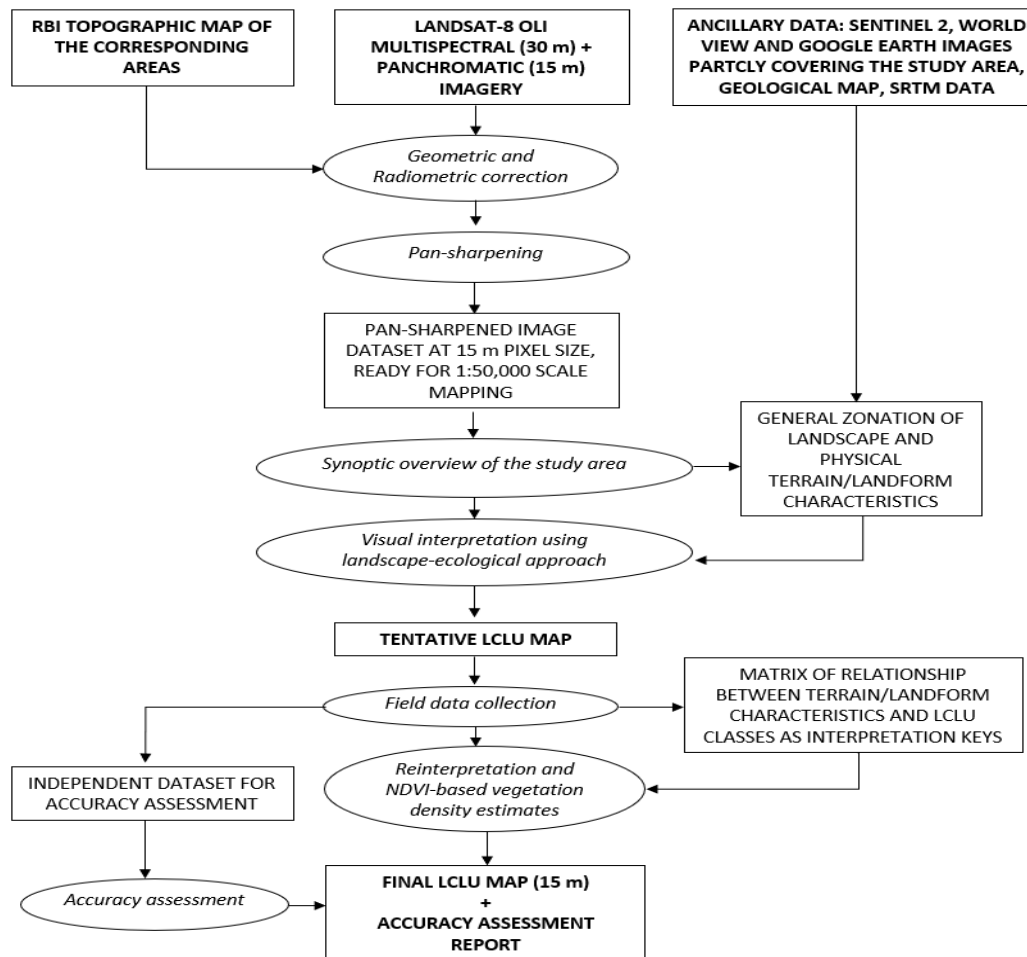 RBI TOPOGRAPHIC MAP OF
THE CORRESPONDING
AREAS
LANDSAT-8 OLI
MULTISPECTRAL (30 m) +
PANCHROMATIC (15 m)
IMAGERY
ANCILLARY DATA: SENTINEL 2, WORLD
VIEW AND GOOGLE EARTH IMAGES
PARTCLY COVERING THE STUDY AREA,
GEOLOGICAL MAP, SRTM DATA
Geometric and
Radiometric correction
Pan-sharpening
PAN-SHARPENED IMAGE
DATASET AT 15 m PIXEL SIZE,
READY FOR 1:50,000 SCALE
MAPPING
Synoptic overview of the study area
GENERAL ZONATION OF
LANDSCAPE AND
PHYSICAL
TERRAIN/LANDFORM
CHARACTERISTICS
Visual interpretation using
landscape-ecological approach
TENTATIVE LCLU MAP
Field data collection
MATRIX OF RELATIONSHIP
BETWEEN TERRAIN/LANDFORM
CHARACTERISTICS AND LCLU
CLASSES AS INTERPRETATION KEYS
INDEPENDENT DATASET FOR
ACCURACY ASSESSMENT
Reinterpretation and
NDVI-based vegetation
density estimates
Accuracy assessment
FINAL LCLU MAP (15 m)
+
ACCURACY ASSESSMENT
REPORT